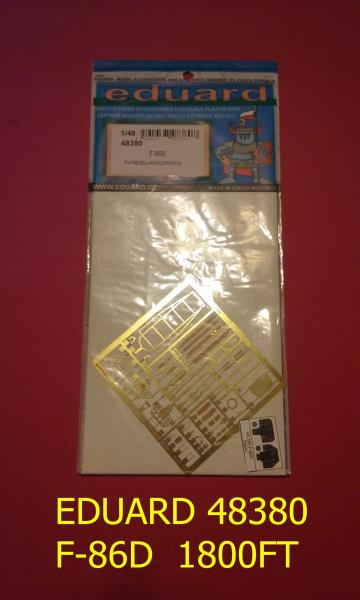 eduard
PHOTOETCHED ACCESSORIES FOR SCALE PLASTIC KITS
1/48
48380
F-86D
For REVELL/MONOGRAM kit
WWW.EDUARD.CZ
MADE IN CZECH REPUBLIC
EDUARD 48380
F-86D 1800FT